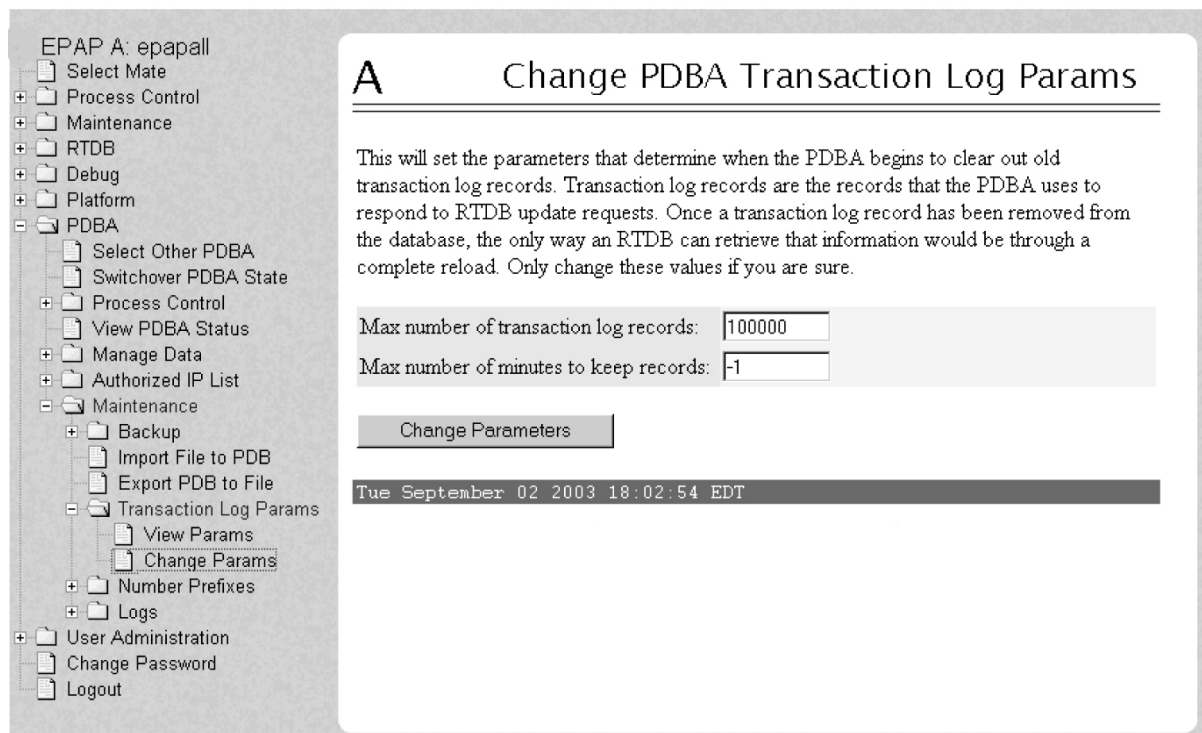 EPAP A: epapall
Select Mate
Process Control
Maintenance
RTDB
Debug
Platform
PDBA
Select Other PDBA
Switchover PDBA State
Process Control
View PDBA Status
Manage Data
Authorized IP List
Maintenance
Backup
Import File to PDB
Export PDB to File
Transaction Log Params
View Params
Change Params
Number Prefixes
Logs
User Administration
Change Password
Logout
A Change PDBA Transaction Log Params
This will set the parameters that determine when the PDBA begins to clear out old
transaction log records. Transaction log records are the records that the PDBA uses to
respond to RTDB update requests. Once a transaction log record has been removed from
the database, the only way an RTDB can retrieve that information would be through a
complete reload. Only change these values if you are sure.
Max number of transaction log records: 100000
Max number of minutes to keep records: -1
Change Parameters
Tue September 02 2003 18:02:54 EDT